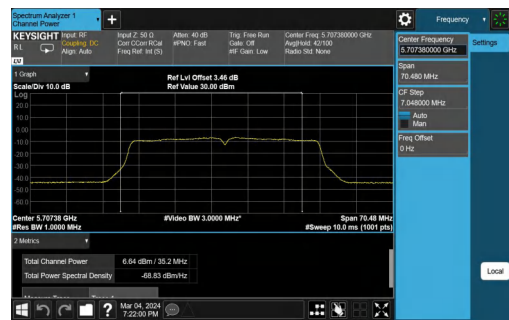 Spectrum Analyzer 1
Channel Power
Frequency
KEYSIGHT
RL
Input: RF
Coupling: DC
Align: Auto
Input Z: 50 Ω
Corr CCorr RCal
Freq Ref: Int (S)
Atten: 40 dB
#PNO: Fast
Trig: Free Run
Gate: Off
#IF Gain: Low
Center Freq: 5.707380000 GHz
Avg|Hold: 42/100
Radio Std: None
Center Frequency
5.707380000 GHz
Settings
Span
70.480 MHz
CF Step
7.048000 MHz
Auto
Man
Freq Offset
0 Hz
Local
LV
1 Graph
Scale/Div 10.0 dB
Ref Lvl Offset 3.46 dB
Ref Value 30.00 dBm
Log
20.0
10.0
0.00
-10.0
-20.0
-30.0
-40.0
-50.0
-60.0
Center 5.70738 GHz
#Res BW 1.0000 MHz
#Video BW 3.0000 MHz*
Span 70.48 MHz
#Sweep 10.0 ms (1001 pts)
2 Metrics
Total Channel Power 6.64 dBm / 35.2 MHz
Total Power Spectral Density -68.83 dBm/Hz
Mar 04, 2024
7:22:00 PM